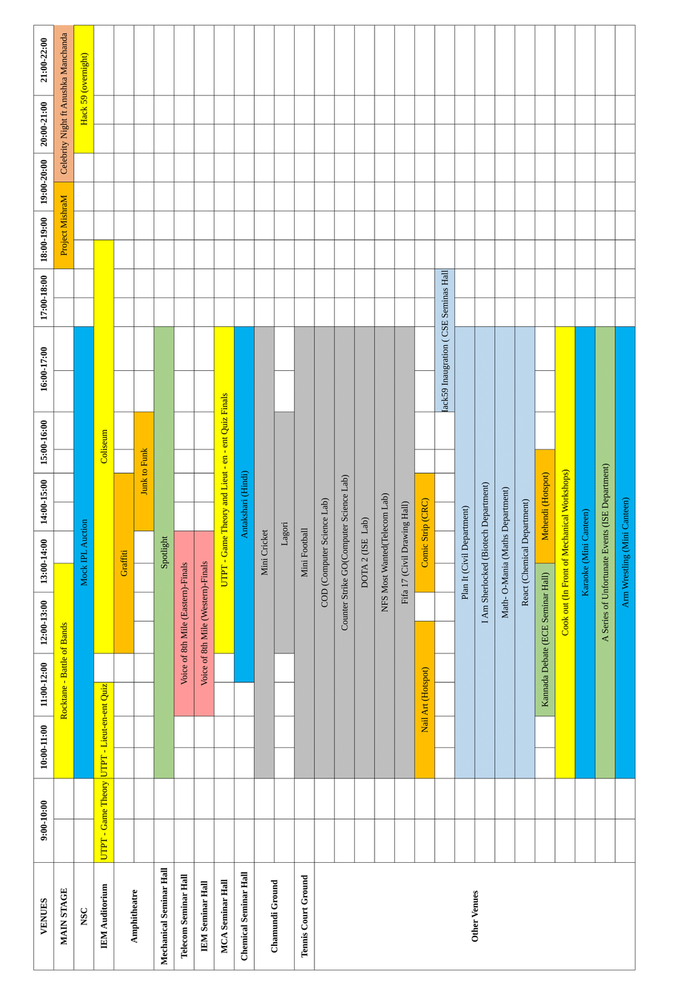 VENUES 9:00-10:00 10:00-11:00 11:00-12:00 12:00-13:00 13:00-14:00 14:00-15:00 15:00-16:00 16:00-17:00 17:00-18:00 18:00-19:00 19:00-20:00 20:00-21:00 21:00-22:00
MAIN STAGE Rocktane - Battle of Bands Project MishraM Celebrity Night ft Anushka Manchanda
NSC Mock IPL Auction Hack 59 (overnight)
IEM Auditorium UTPT - Game Theory UTPT - Lieut-en-ent Quiz Coliseum
Amphitheatre Graffiti
Junk to Funk
Mechanical Seminar Hall Spotlight
Telecom Seminar Hall Voice of 8th Mile (Eastern)-Finals
IEM Seminar Hall Voice of 8th Mile (Western)-Finals
MCA Seminar Hall UTPT - Game Theory and Lieut - en - ent Quiz Finals
Chemical Seminar Hall Antakshari (Hindi)
Chamundi Ground Mini Cricket
Lagori
Tennis Court Ground Mini Football
Other Venues COD (Computer Science Lab)
Counter Strike GO(Computer Science Lab)
DOTA 2 (ISE Lab)
NFS Most Wanted[Telecom Lab)
Fifa 17 (Civil Drawing Hall)
Nail Art (Hotspot) Comic Strip (CRC)
lack59 Inaugration ( CSE Seminas Hall
Plan It (Civil Department)
I Am Sherlocked (Biotech Department)
Math- O-Mania (Maths Department)
React (Chemical Department)
Kannada Debate (ECE Seminar Hall) Mehendi (Hotspot)
Cook out (In Front of Mechanical Workshops)
Karaoke (Mini Canteen)
A Series of Unfortunate Events (ISE Department)
Arm Wrestling (Mini Canteen)